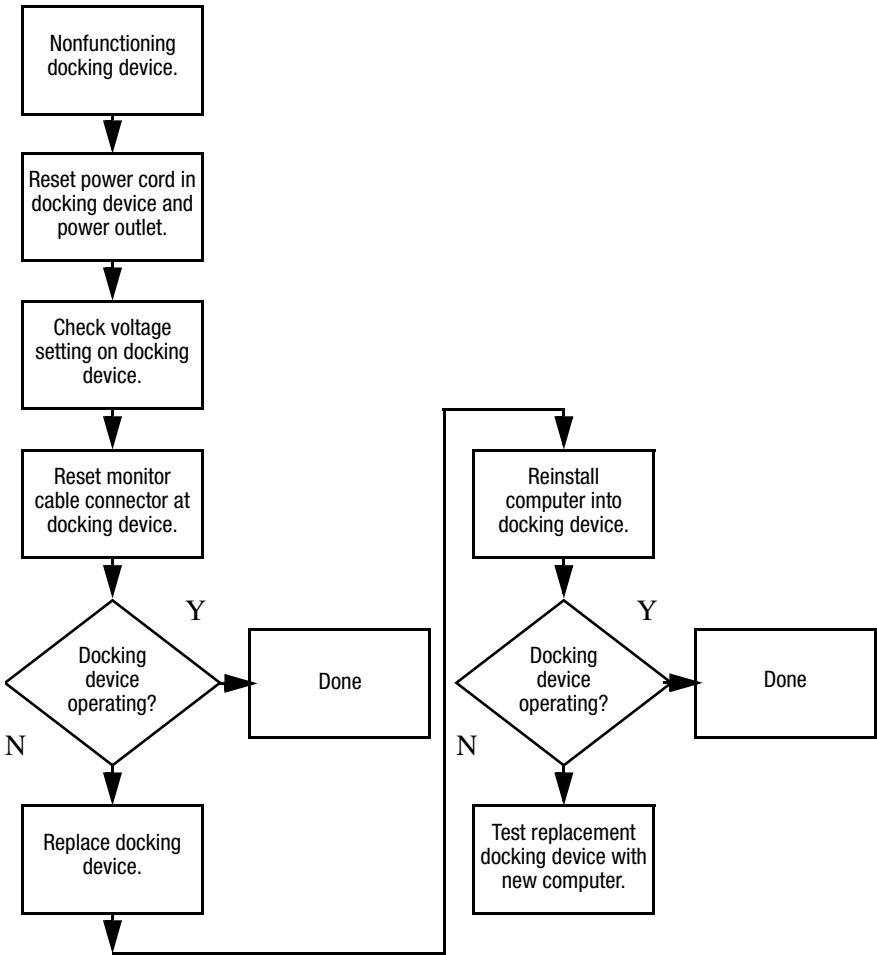 Nonfunctioning
docking device.
Reset power cord in
docking device and
power outlet.
Check voltage
setting on docking
device.
Reset monitor
cable connector at
docking device.
Docking
device
operating?
Y
Done
N
Replace docking
device.
Reinstall
computer into
docking device.
Docking
device
operating?
Y
Done
N
Test replacement
docking device with
new computer.